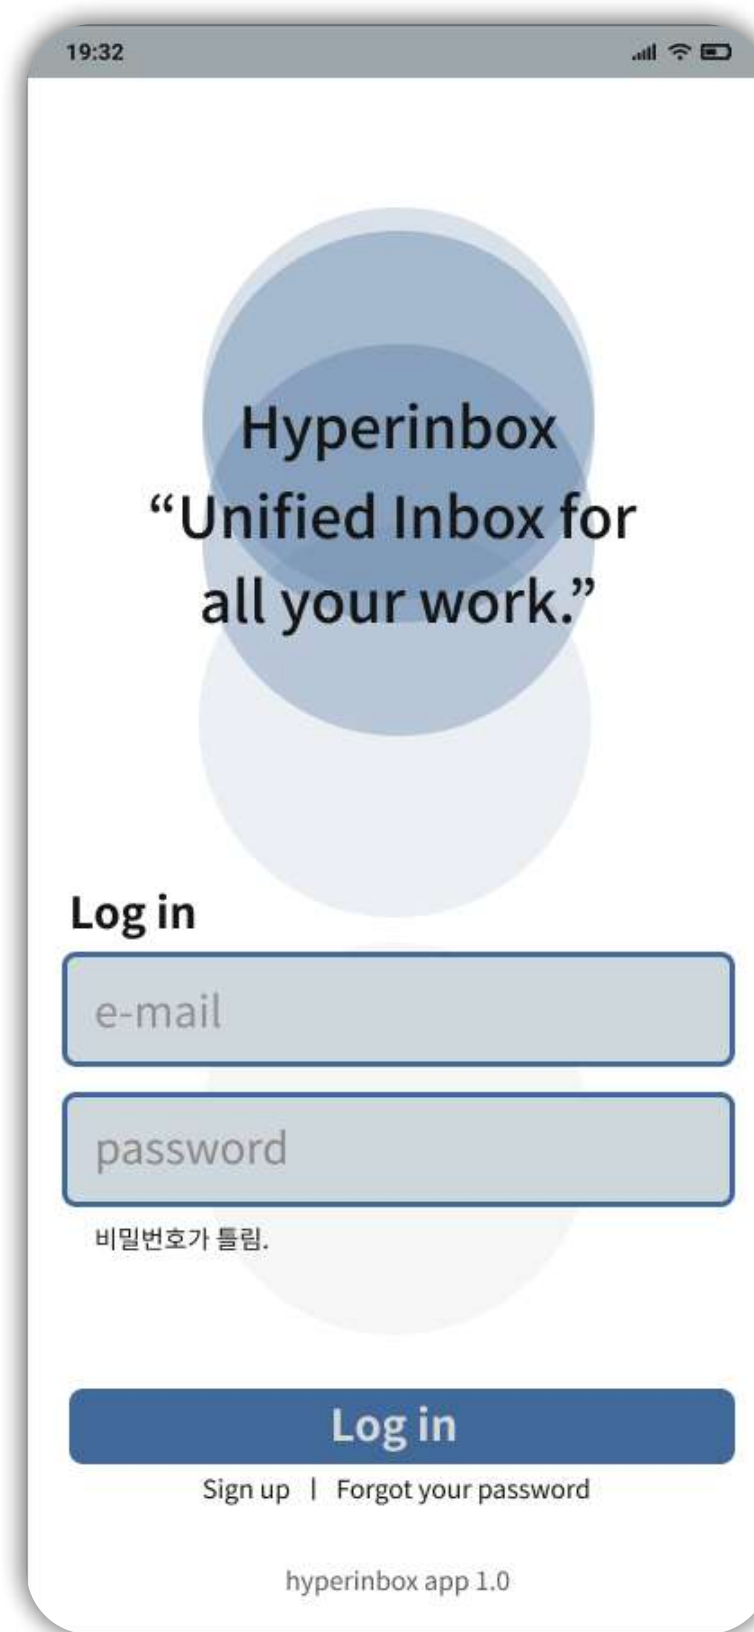 19:32
Hyperinbox
“Unified Inbox for
all your work.”
Log in
e-mail
password
비밀번호가 틀림.
Log in
Sign up | Forgot your password
hyperinbox app 1.0